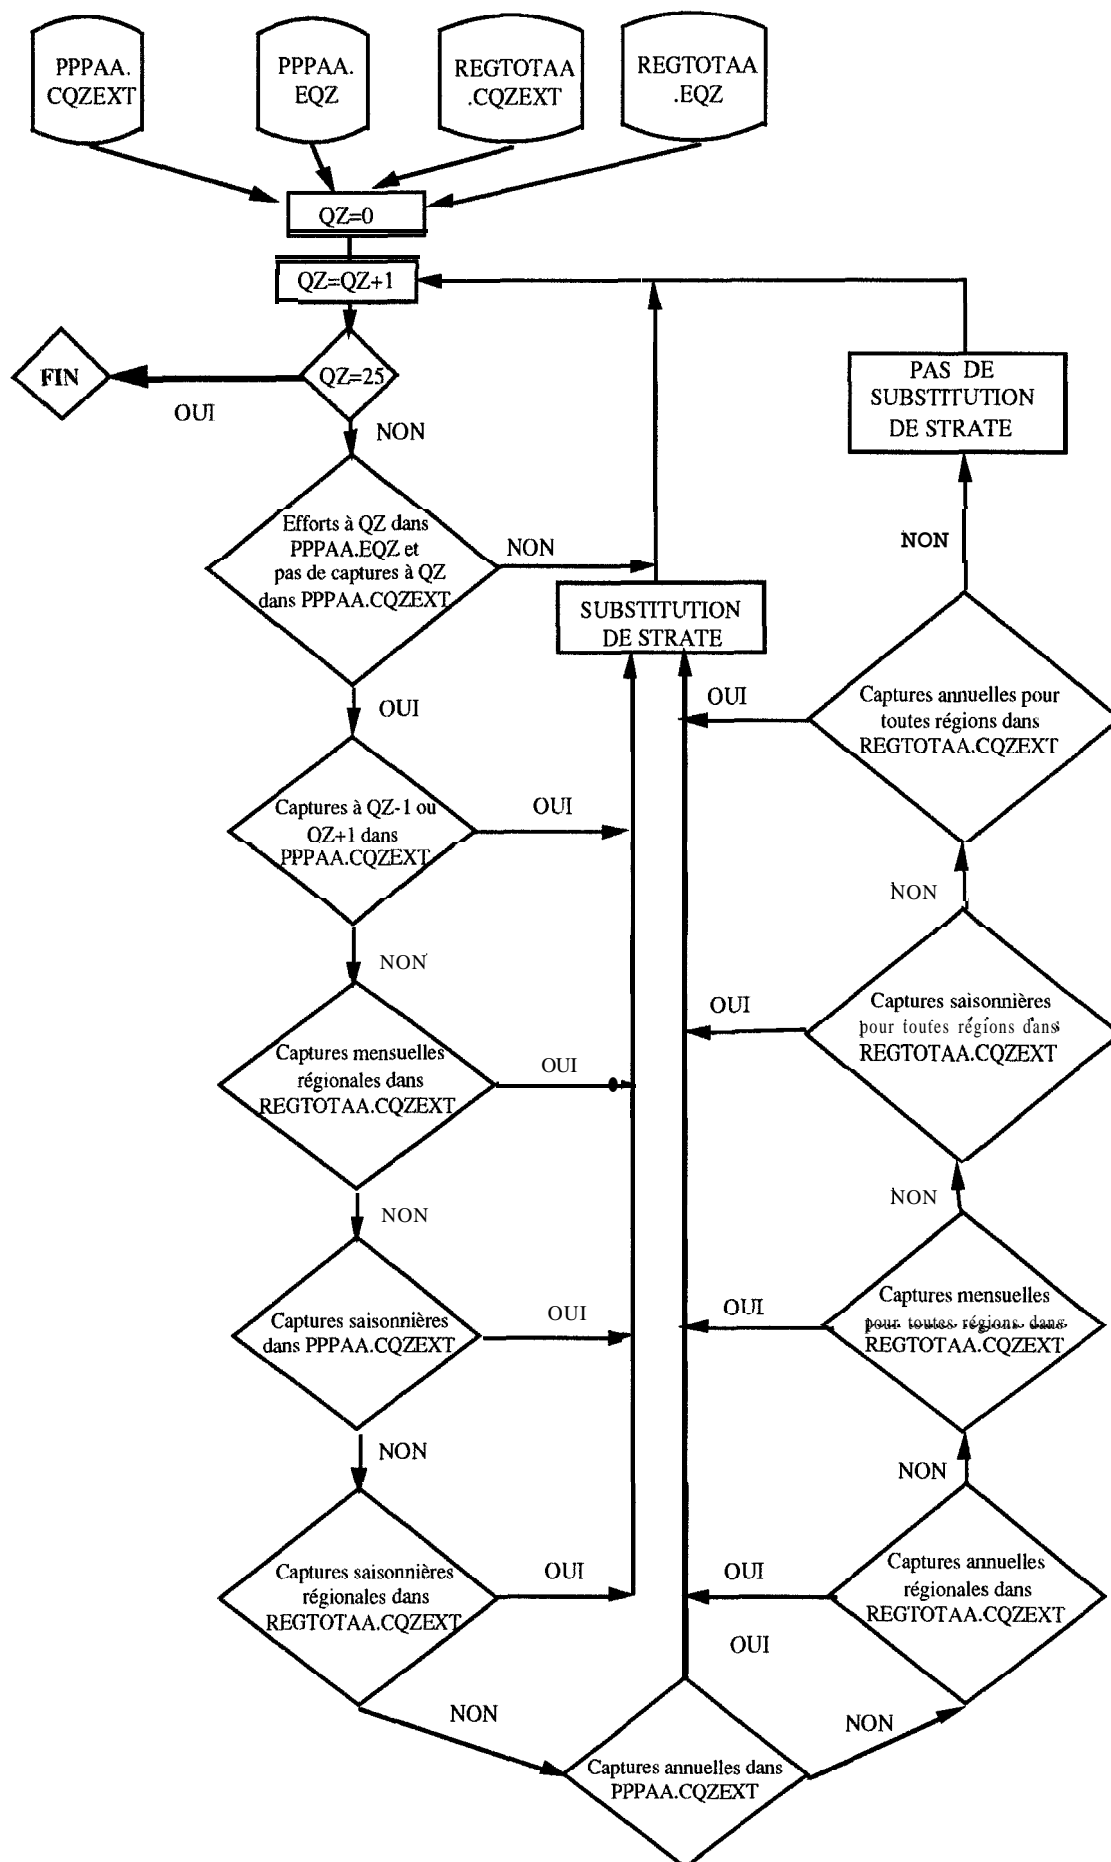 PPPAA.
CQZEXT
PPPAA.
EQZ
REGTOTAA
.CQZEXT
REGTOTAA
.EQZ
QZ=0
QZ=QZ+1
QZ=25
FIN
OUI
NON
Efforts à QZ dans
PPPAA.EQZ et
pas de captures à QZ
dans PPPAA.CQZEXT
NON
OUI
SUBSTITUTION
DE STRATE
PAS DE
SUBSTITUTION
DE STRATE
NON
Captures à QZ-1 ou
QZ+1 dans
PPPAA.CQZEXT
OUI
NON
Captures mensuelles
régionales dans
REGTOTAA.CQZEXT
OUI
NON
Captures saisonnières
dans PPPAA.CQZEXT
OUI
NON
Captures saisonnières
régionales dans
REGTOTAA.CQZEXT
OUI
NON
Captures annuelles dans
PPPAA.CQZEXT
OUI
NON
Captures annuelles
régionales dans
REGTOTAA.CQZEXT
OUI
NON
Captures mensuelles
pour toutes régions dans
REGTOTAA.CQZEXT
OUI
NON
Captures saisonnières
pour toutes régions dans
REGTOTAA.CQZEXT
OUI
NON
Captures annuelles pour
toutes régions dans
REGTOTAA.CQZEXT
OUI